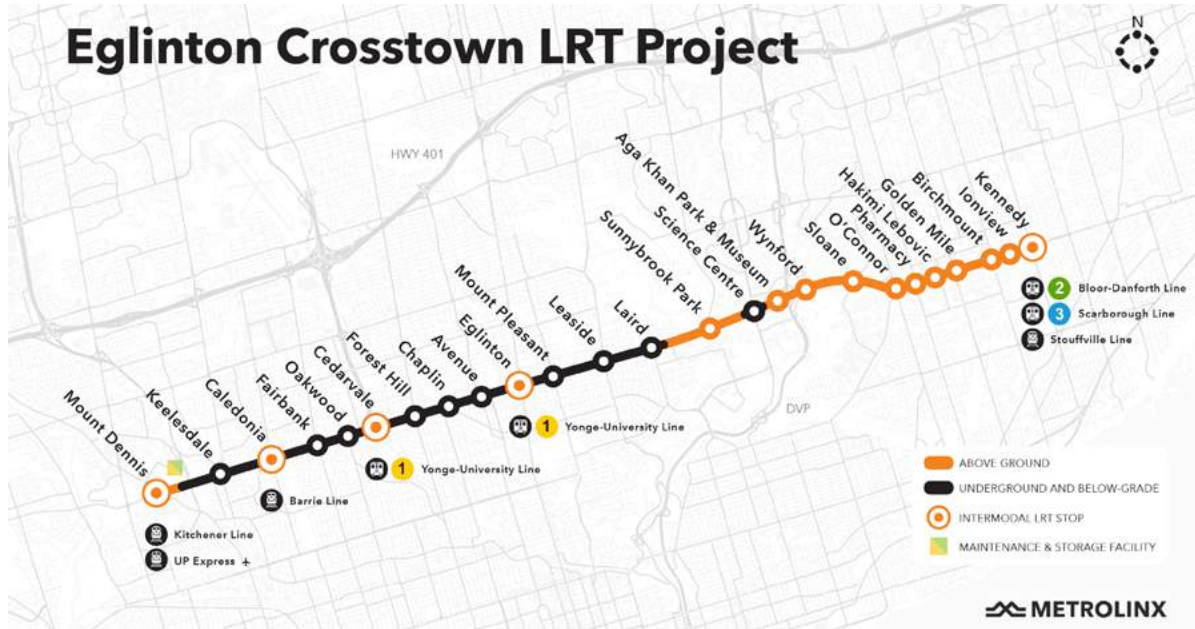 Eglinton Crosstown LRT Project
N
HWY 401
Mount Dennis
Keelesdale
Caledonia
Fairbank
Oakwood
Cedarvale
Forest Hill
Chaplin
Avenue
Eglinton
Mount Pleasant
Leaside
Laird
Sunnybrook Park
Science Centre
Aga Khan Park & Museum
Wynford
Sloane
O'Connor
Pharmacy
Hakimi Lebovic
Golden Mile
Birchmount
Ionview
Kennedy
2 Bloor-Danforth Line
3 Scarborough Line
Stouffville Line
DVP
1 Yonge-University Line
1 Yonge-University Line
Barrie Line
Kitchener Line
UP Express
ABOVE GROUND
UNDERGROUND AND BELOW-GRADE
INTERMODAL LRT STOP
MAINTENANCE & STORAGE FACILITY
METROLINX